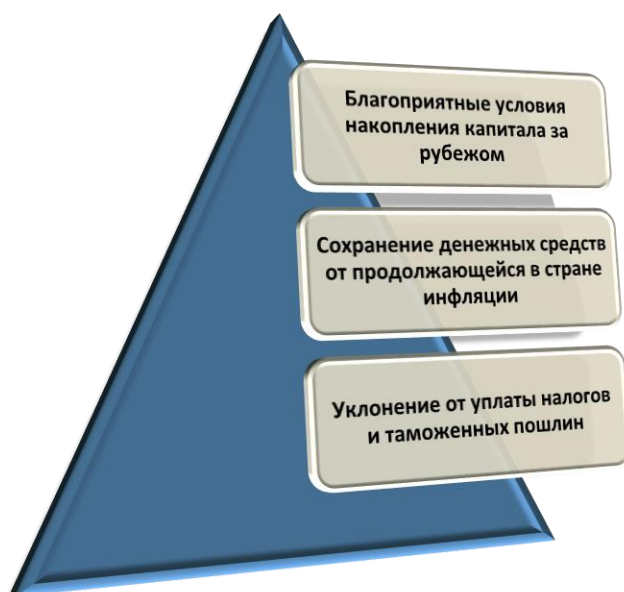 Благоприятные условия
накопления капитала за
рубежом
Сохранение денежных средств
от продолжающейся в стране
инфляции
Уклонение от уплаты налогов
и таможенных пошлин